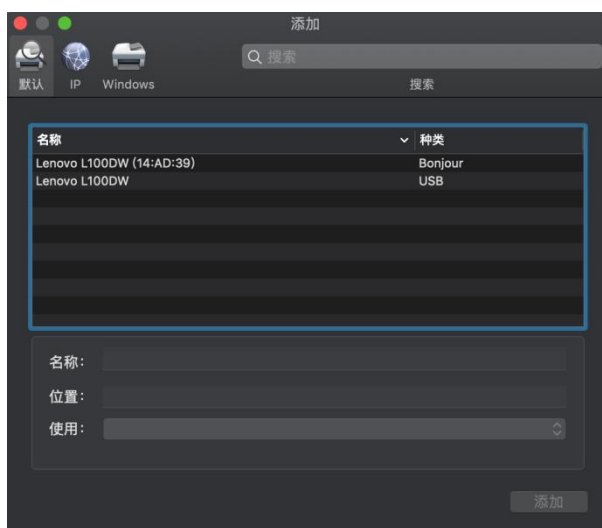 添加
搜索
默认 IP Windows 搜索
名称 种类
Lenovo L100DW (14:AD:39) Bonjour
Lenovo L100DW USB
名称：
位置：
使用：
添加